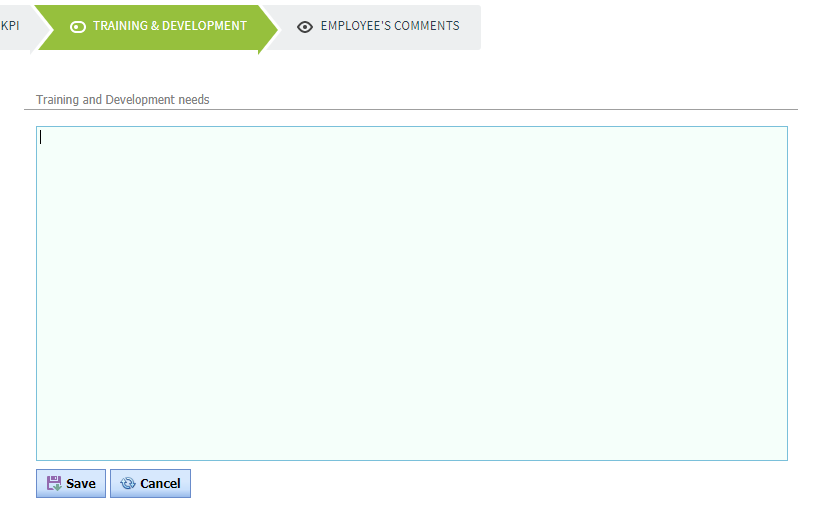 KPI
TRAINING & DEVELOPMENT
EMPLOYEE'S COMMENTS
Training and Development needs
Save
Cancel